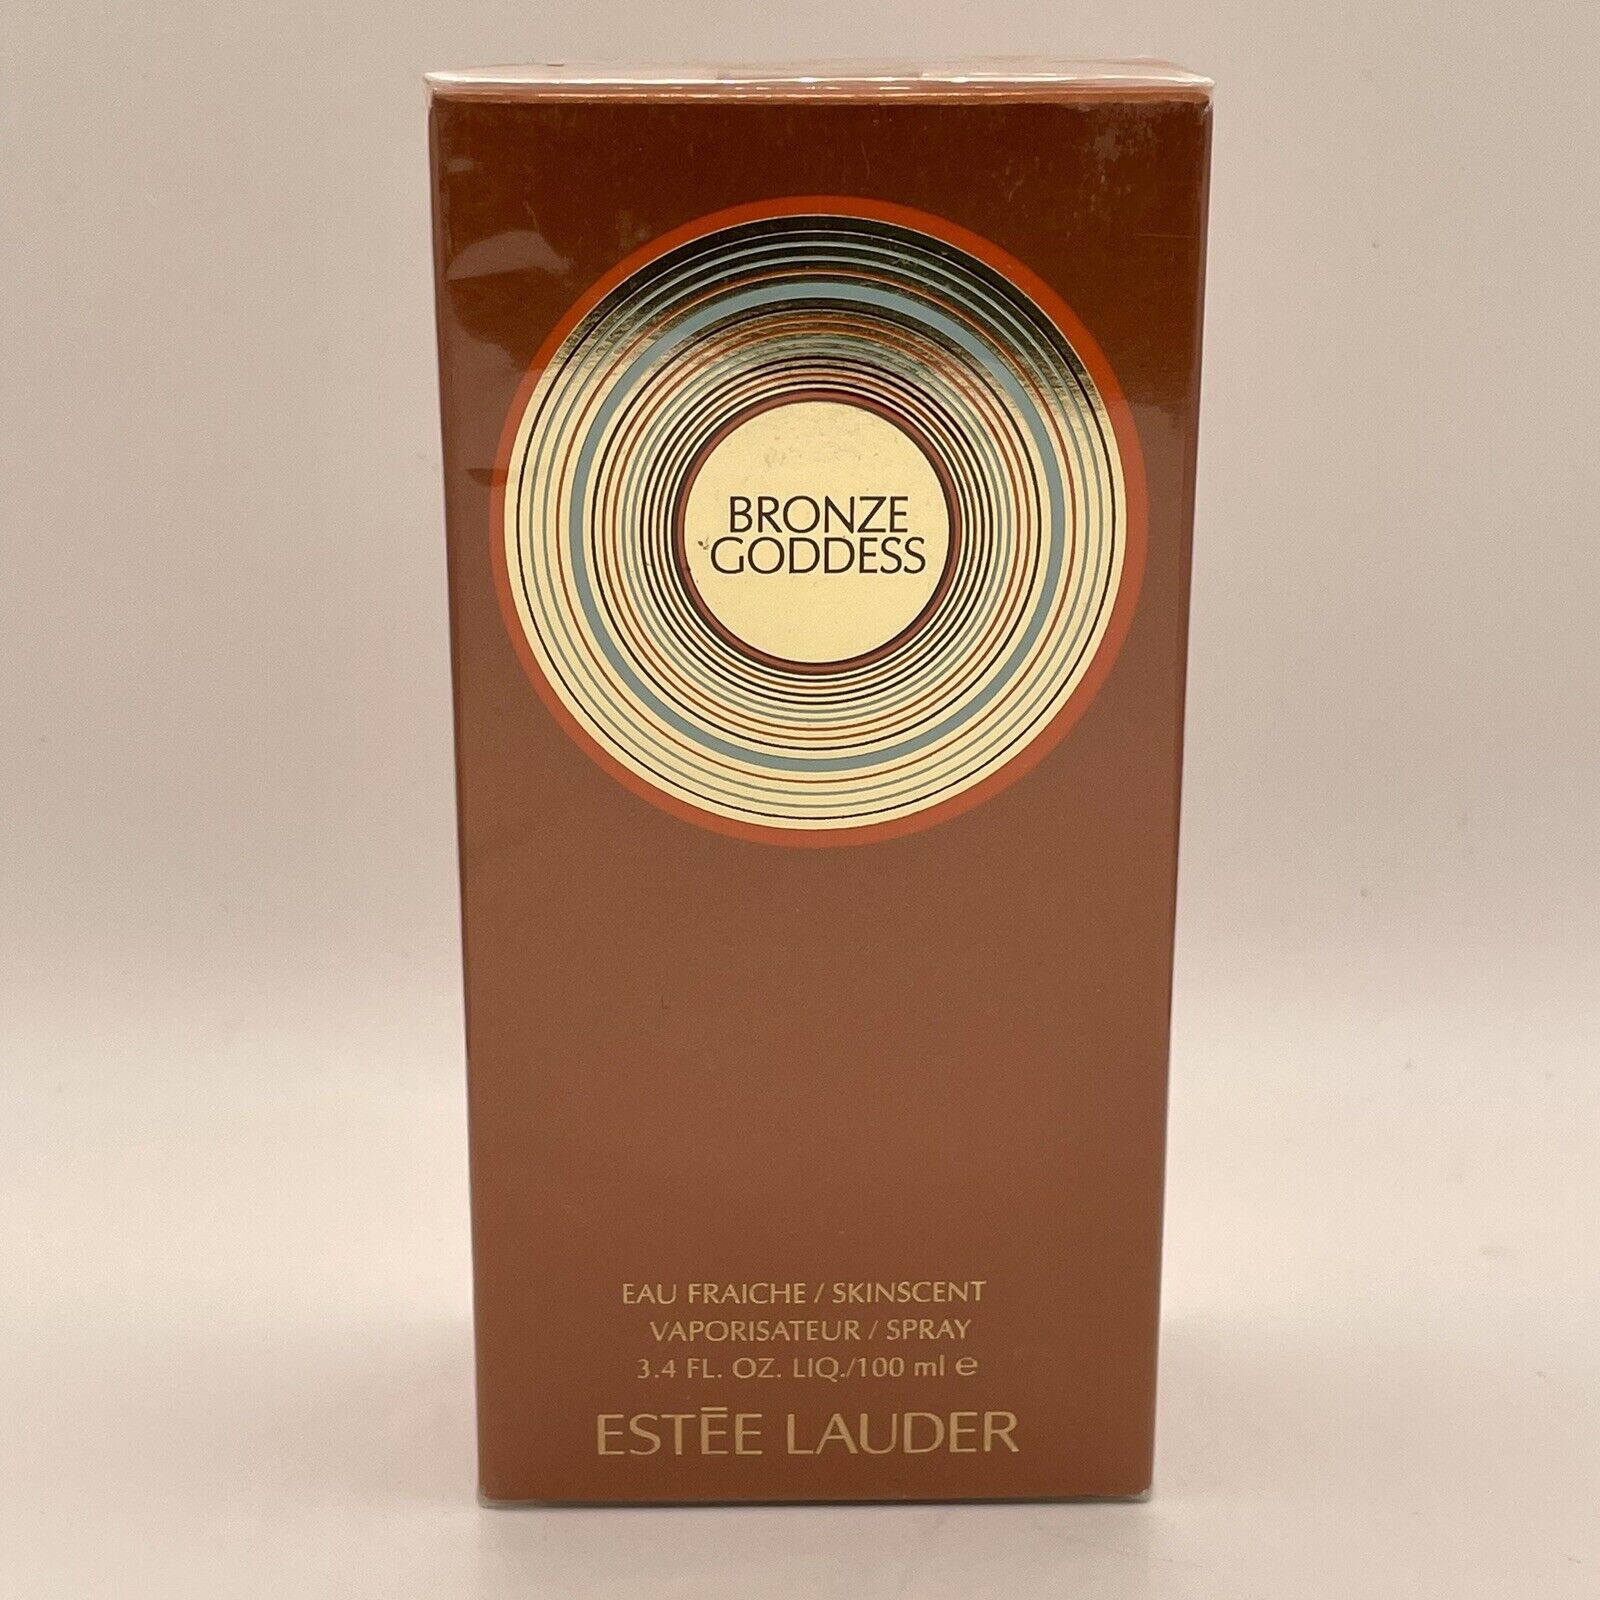 BRONZE
GODDESS
EAU FRAICHE / SKINSCENT
VAPORISATEUR / SPRAY
3.4 FL. OZ. LIQ./100 ml ℮
ESTĒE LAUDER